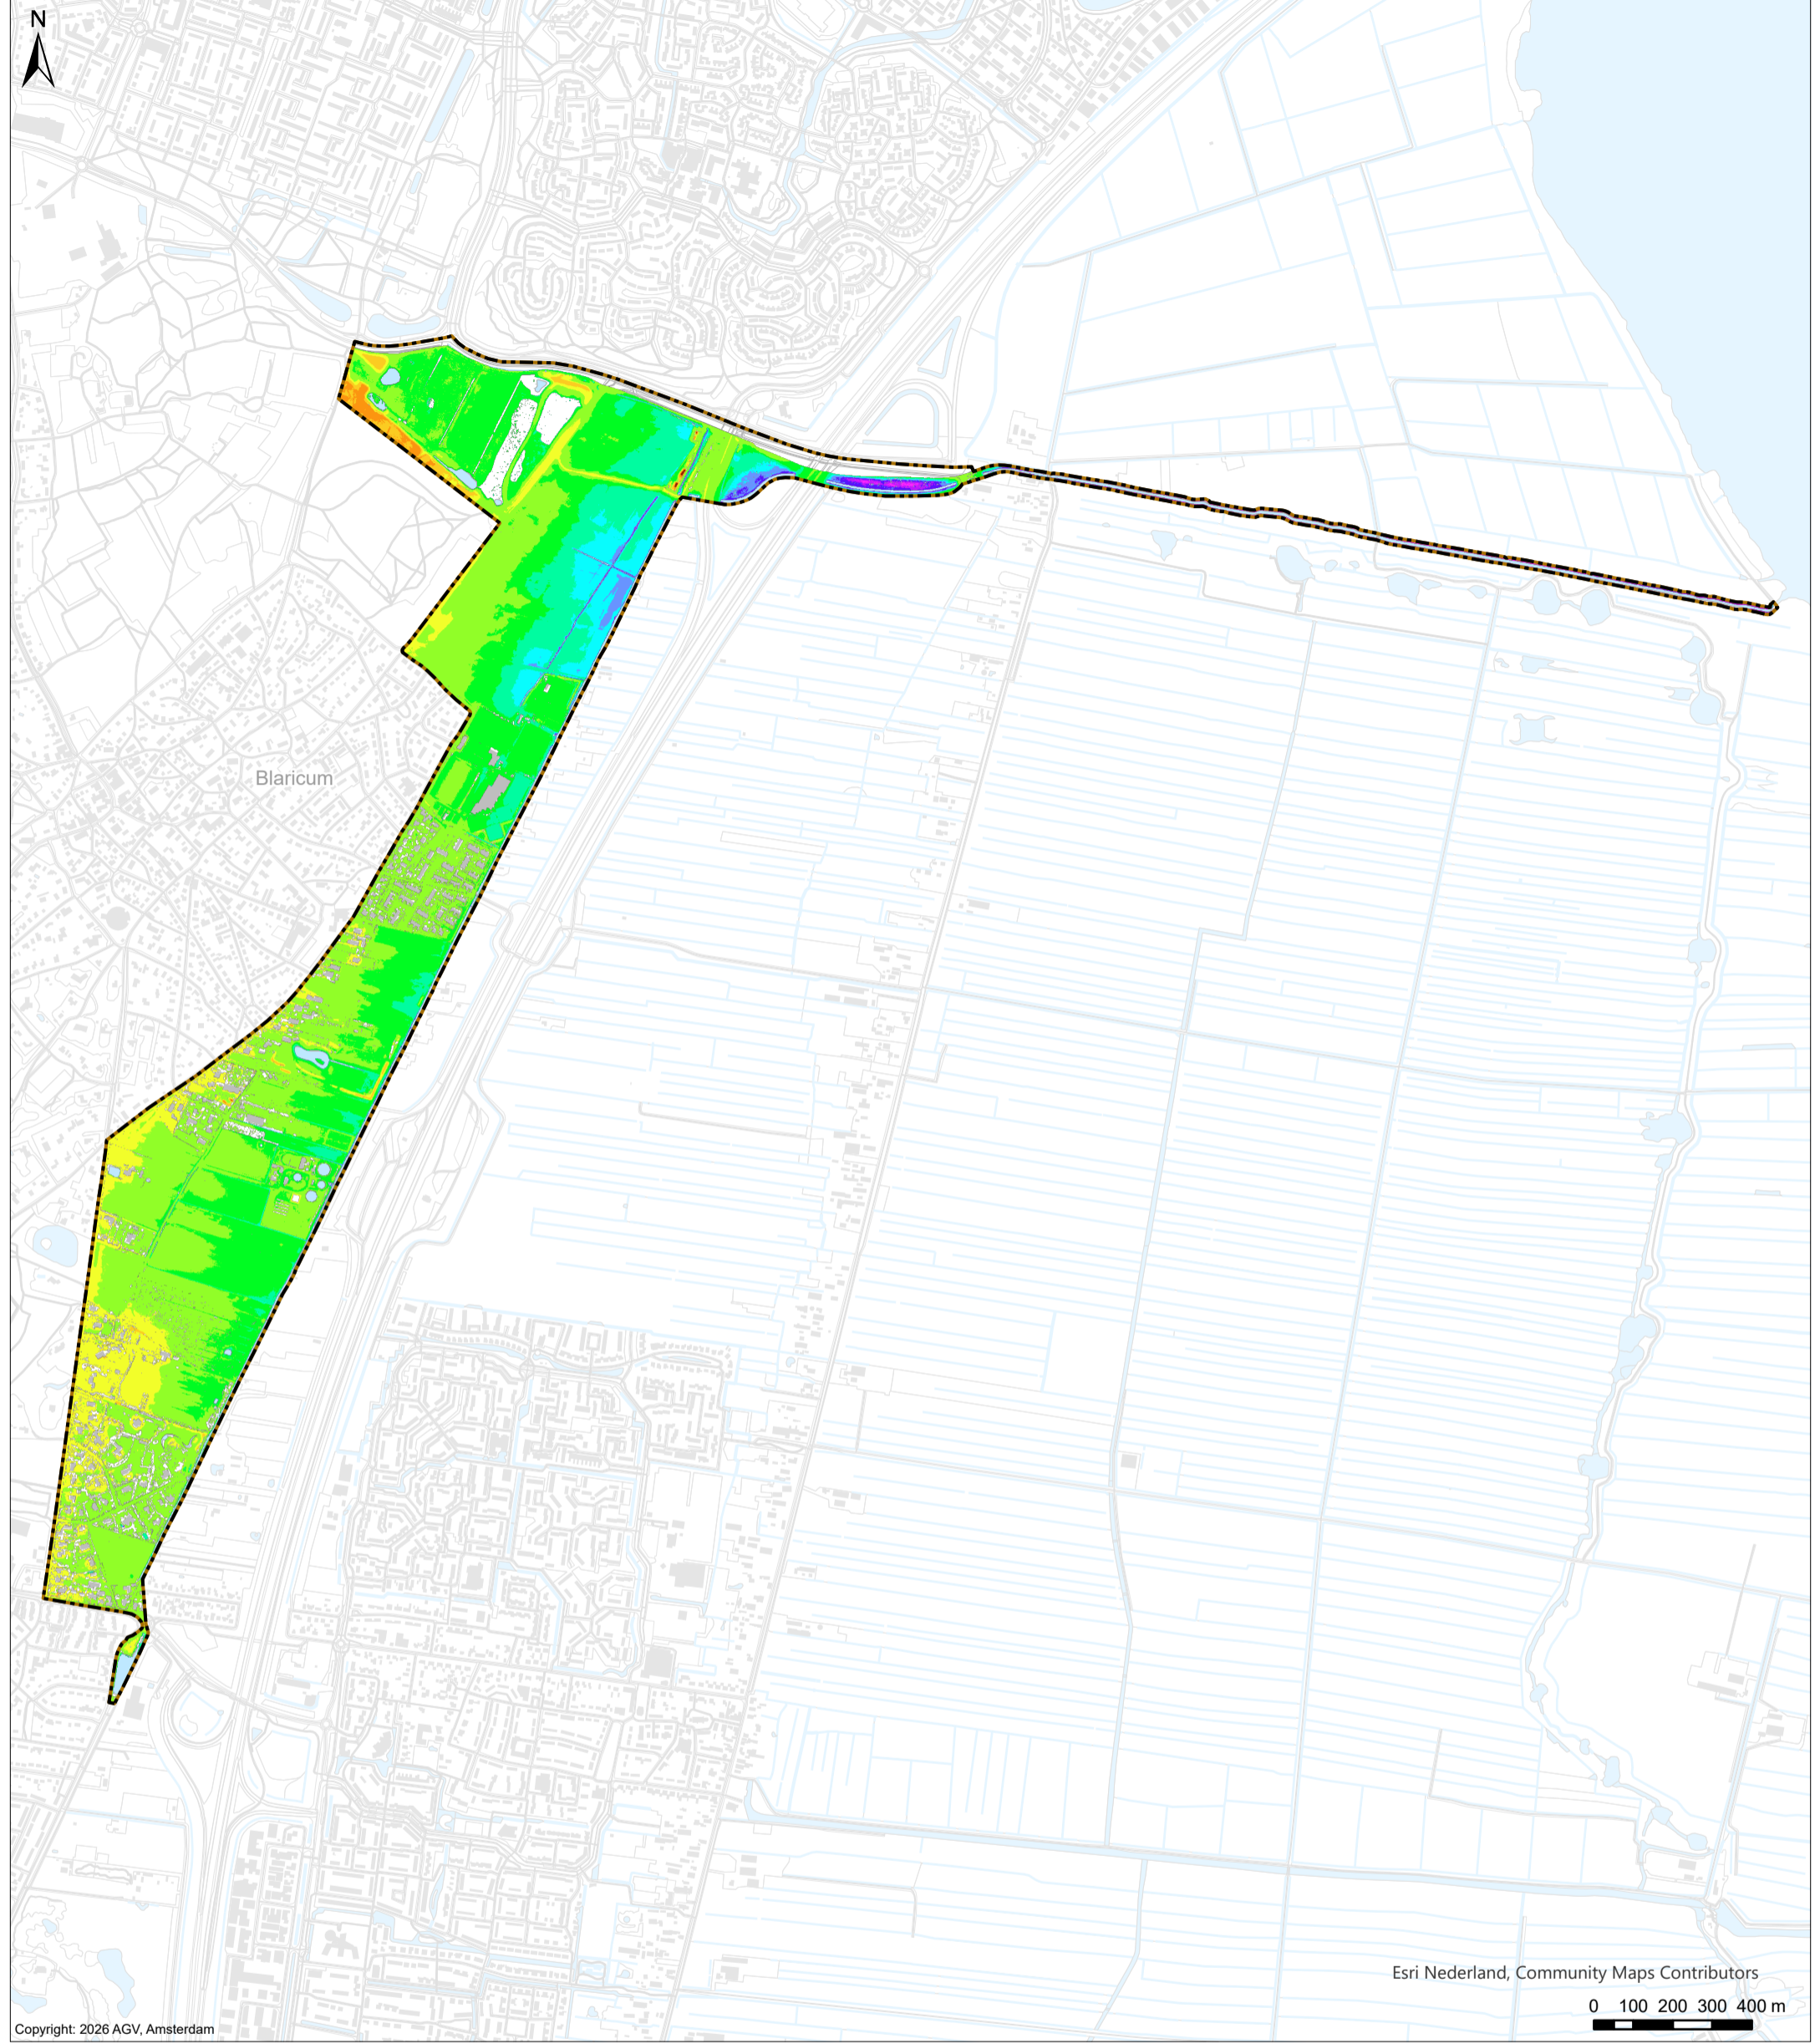 N
Blaricum
Esri Nederland, Community Maps Contributors
0 100 200 300 400 m
Copyright: 2026 AGV, Amsterdam